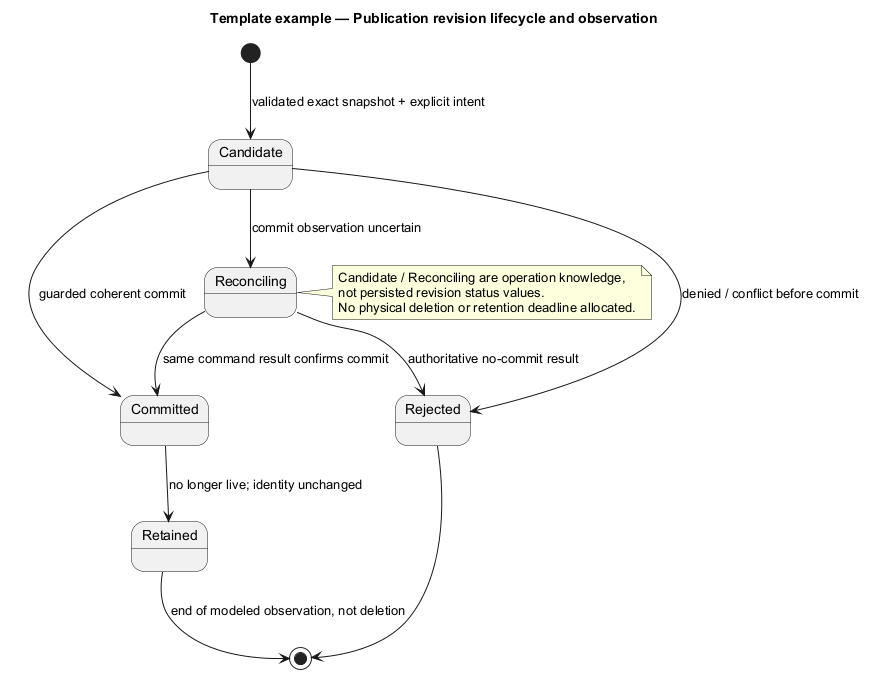 Template example — Publication revision lifecycle and observation
validated exact snapshot + explicit intent
Candidate
commit observation uncertain
Reconciling
Candidate / Reconciling are operation knowledge,
not persisted revision status values.
No physical deletion or retention deadline allocated.
guarded coherent commit
denied / conflict before commit
same command result confirms commit
authoritative no-commit result
Committed
Rejected
no longer live; identity unchanged
Retained
end of modeled observation, not deletion